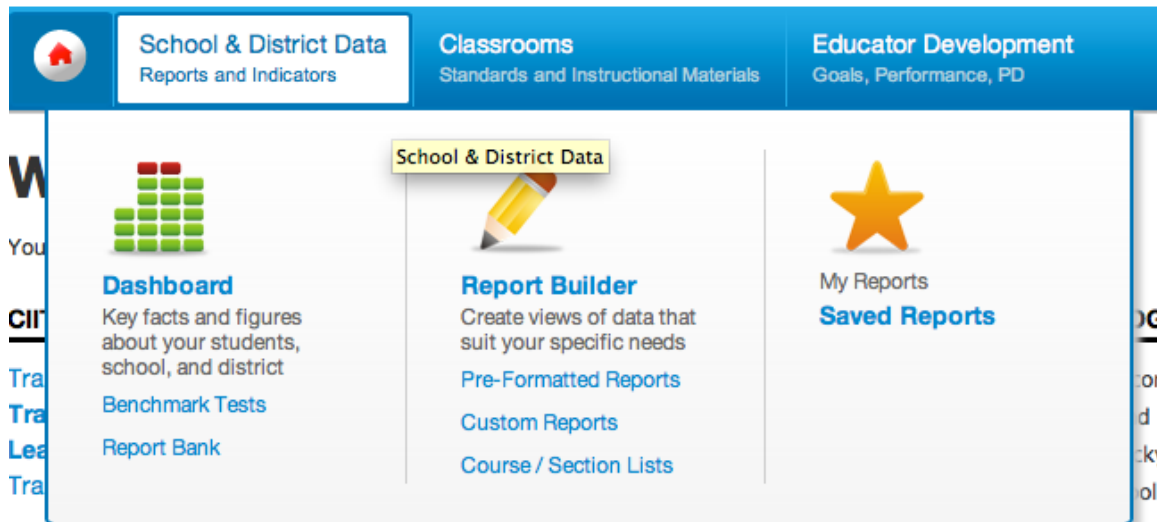 School & District Data
Reports and Indicators
Classrooms
Standards and Instructional Materials
Educator Development
Goals, Performance, PD
School & District Data
Dashboard
Key facts and figures
about your students,
school, and district
Benchmark Tests
Report Bank
Report Builder
Create views of data that
suit your specific needs
Pre-Formatted Reports
Custom Reports
Course / Section Lists
My Reports
Saved Reports
You